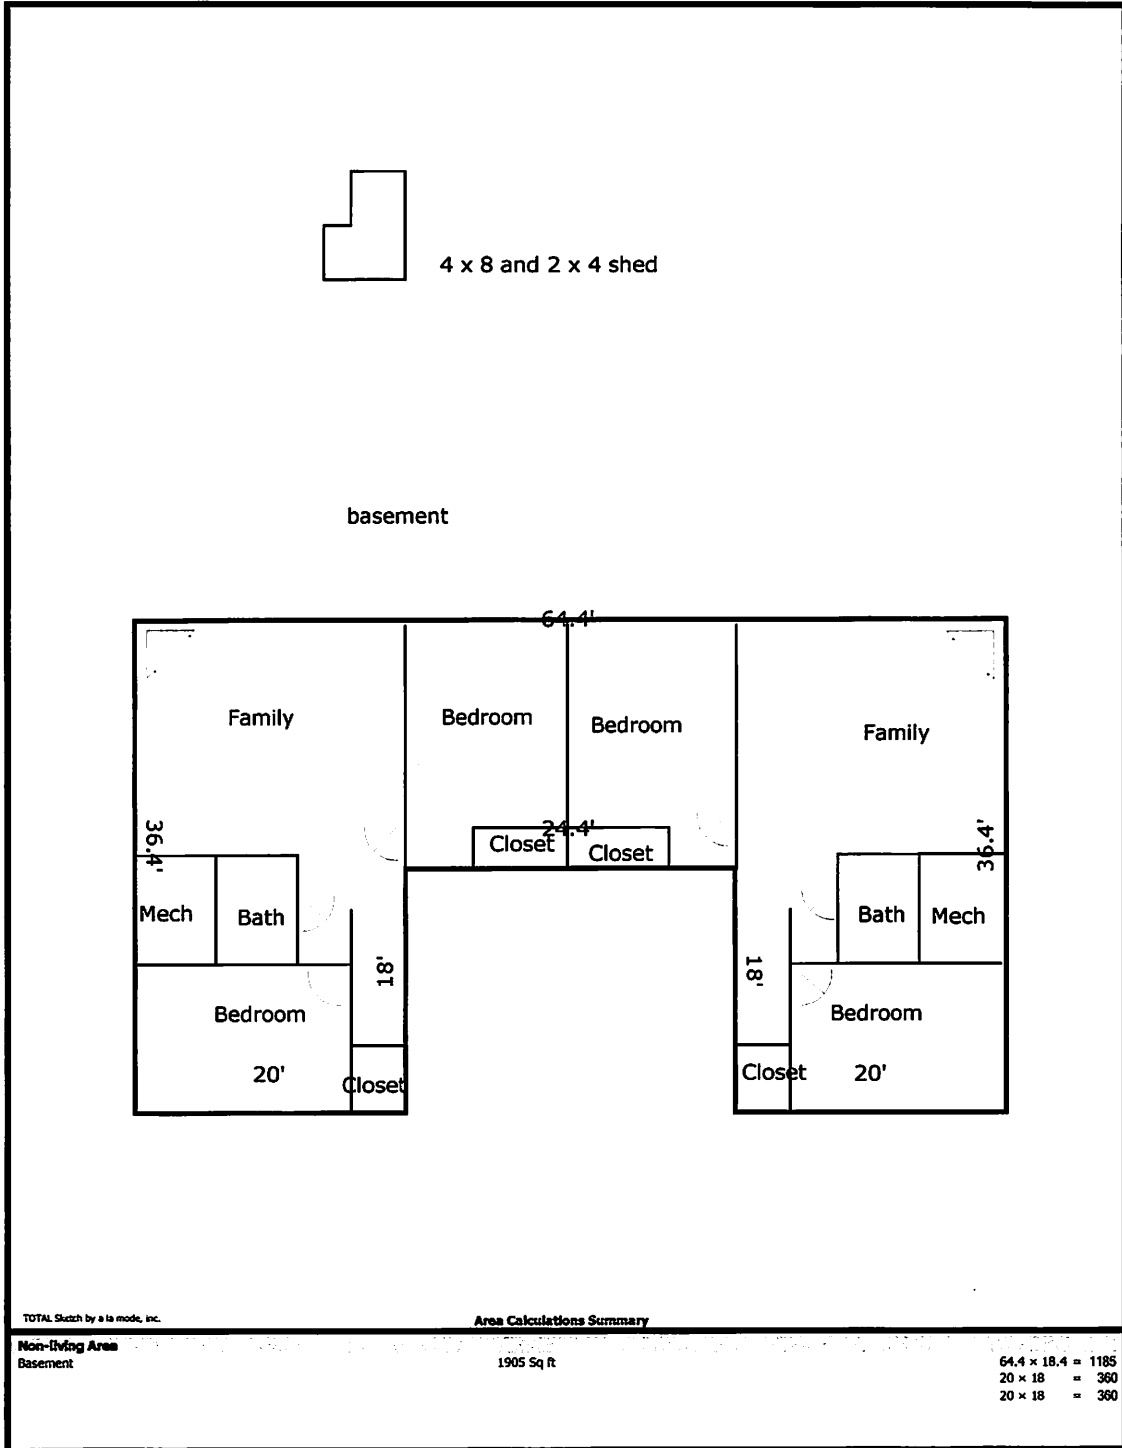 4 x 8 and 2 x 4 shed
basement
64.4'
Family
Bedroom
Bedroom
Family
36.4'
24.4'
36.4'
Closet
Closet
Mech
Bath
Bath
Mech
18'
18'
Bedroom
Bedroom
20'
Closet
Closet
20'
TOTAL Sketch by a la mode, inc.
Area Calculations Summary
Non-living Area
Basement
1905 Sq ft
64.4 × 18.4 = 1185
20 × 18 = 360
20 × 18 = 360